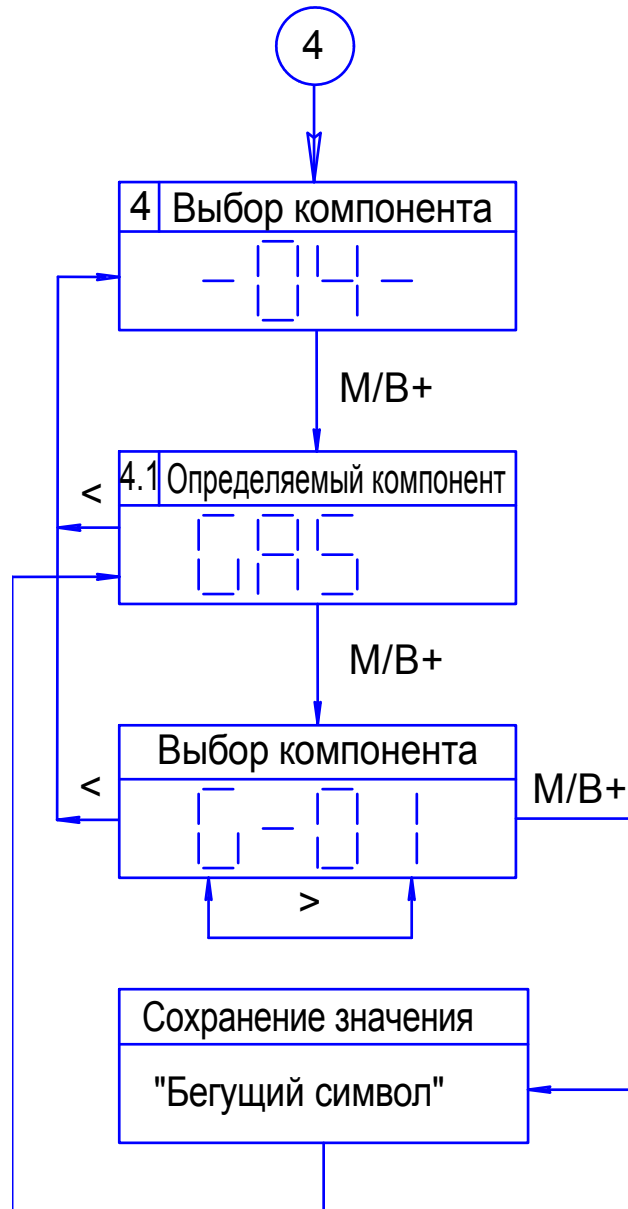 4
4 Выбор компонента
-04-
М/В+
4.1 Определяемый компонент
<
GAS
М/В+
Выбор компонента
<
М/В+
G-01
>
Сохранение значения
"Бегущий символ"